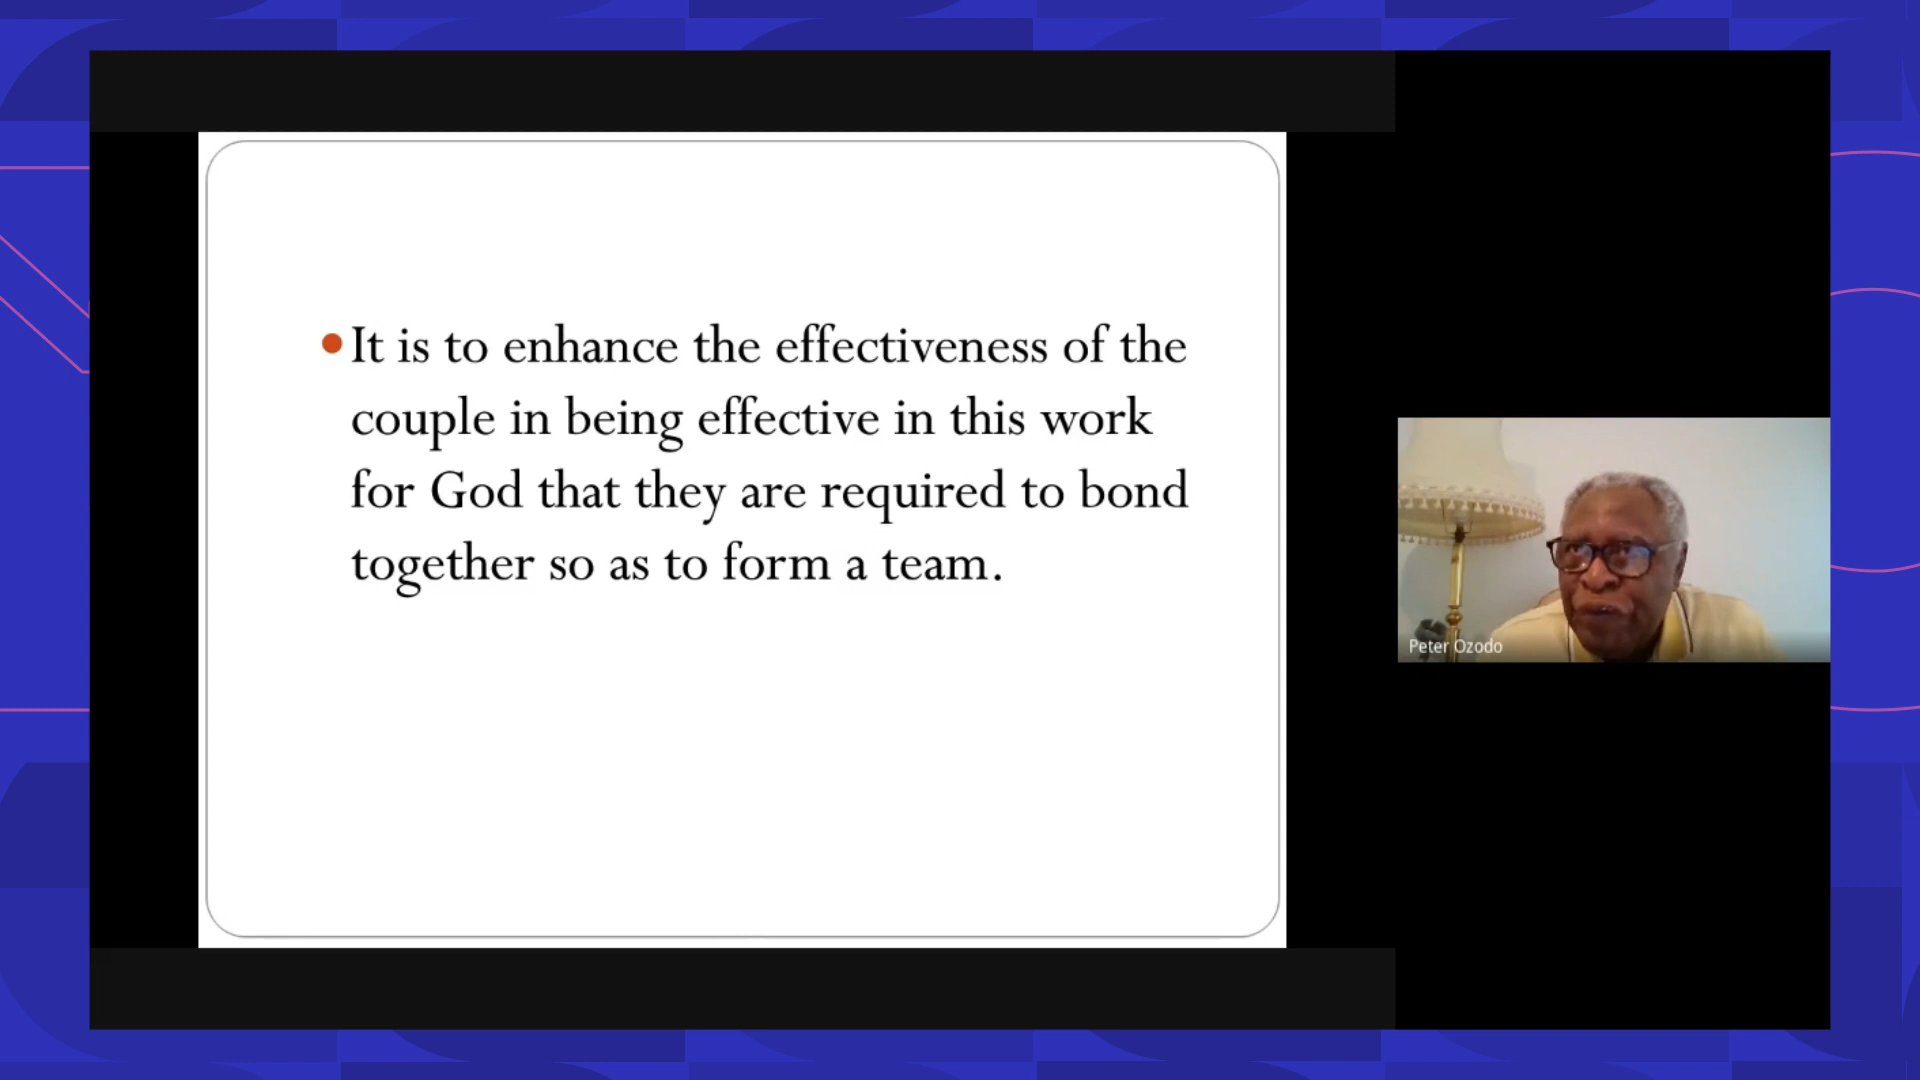 • It is to enhance the effectiveness of the
couple in being effective in this work
for God that they are required to bond
together so as to form a team.
Peter Ozodo